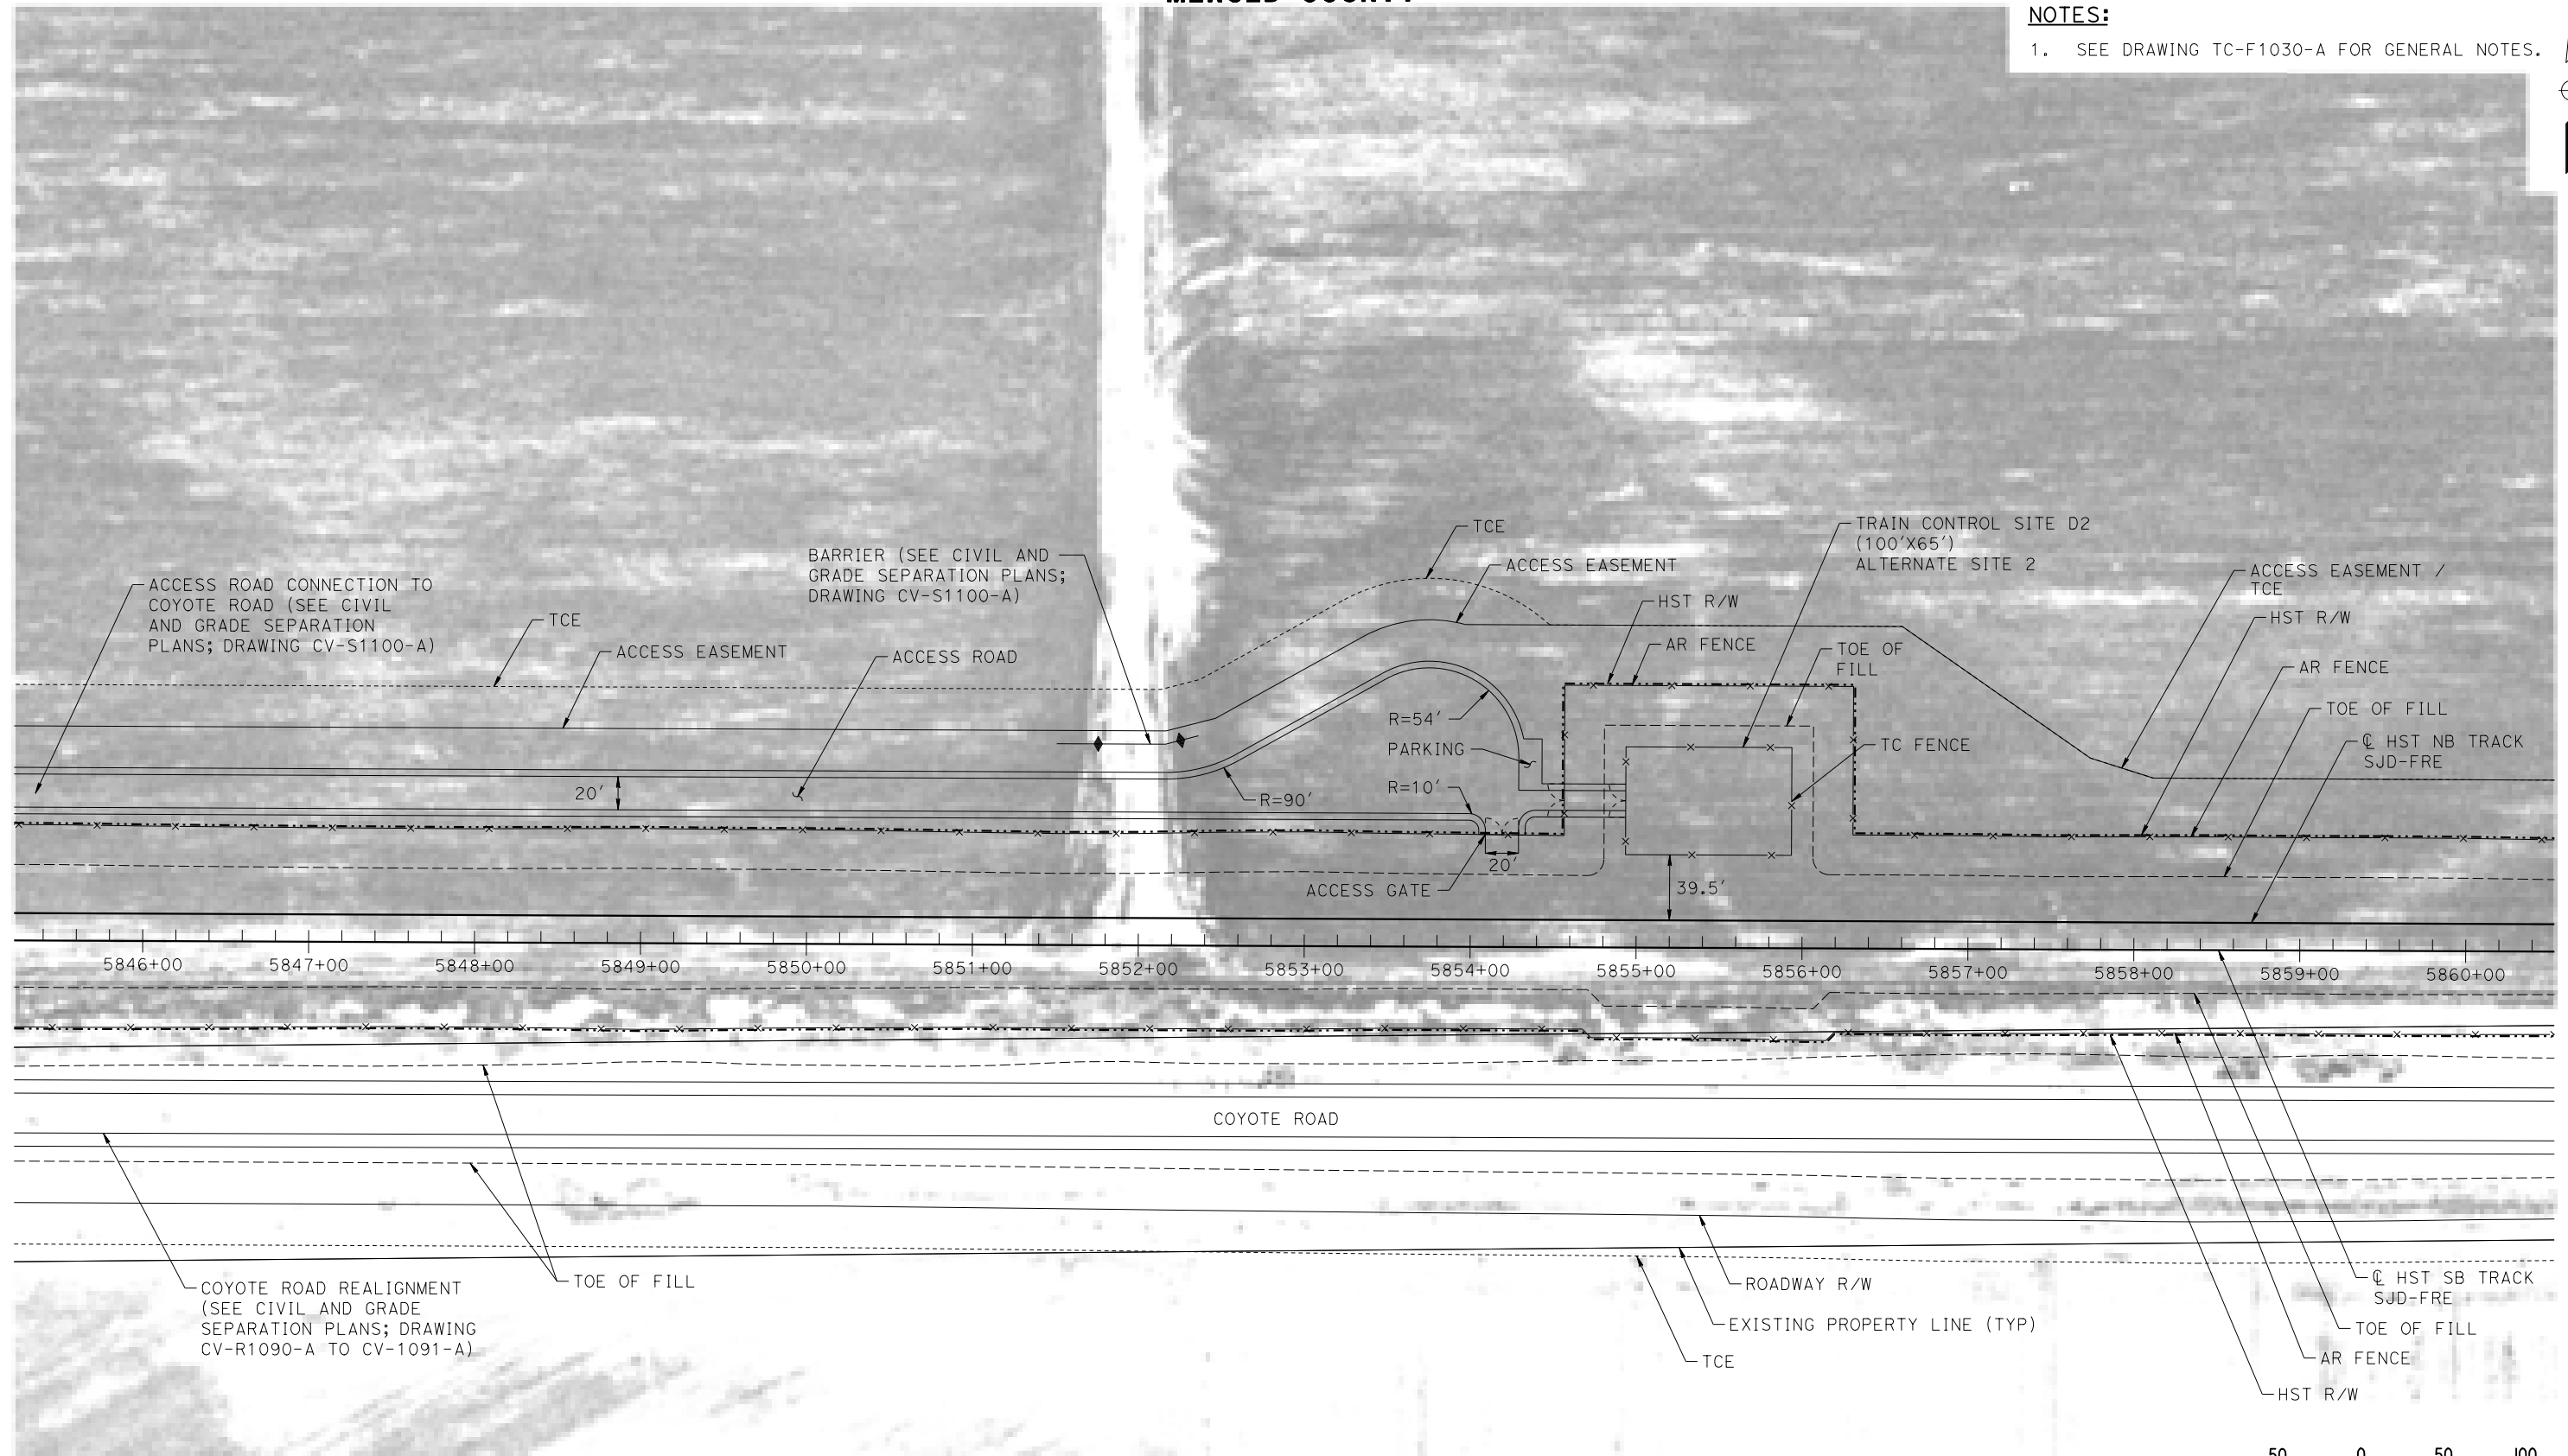 NOTES:
1. SEE DRAWING TC-F1030-A FOR GENERAL NOTES.
TCE
TRAIN CONTROL SITE D2
(100'X65')
ALTERNATE SITE 2
BARRIER (SEE CIVIL AND
GRADE SEPARATION PLANS;
DRAWING CV-S1100-A)
ACCESS EASEMENT
ACCESS EASEMENT /
TCE
ACCESS ROAD CONNECTION TO
COYOTE ROAD (SEE CIVIL
AND GRADE SEPARATION
PLANS; DRAWING CV-S1100-A)
HST R/W
HST R/W
TCE
ACCESS EASEMENT
ACCESS ROAD
AR FENCE
TOE OF
FILL
AR FENCE
TOE OF FILL
R=54'
PARKING
TC FENCE
℄ HST NB TRACK
SJD-FRE
20'
R=90'
R=10'
20'
ACCESS GATE
39.5'
5846+00 5847+00 5848+00 5849+00 5850+00 5851+00 5852+00 5853+00 5854+00 5855+00 5856+00 5857+00 5858+00 5859+00 5860+00
COYOTE ROAD
COYOTE ROAD REALIGNMENT
(SEE CIVIL AND GRADE
SEPARATION PLANS; DRAWING
CV-R1090-A TO CV-1091-A)
TOE OF FILL
ROADWAY R/W
EXISTING PROPERTY LINE (TYP)
TCE
℄ HST SB TRACK
SJD-FRE
TOE OF FILL
AR FENCE
HST R/W
50 0 50 100